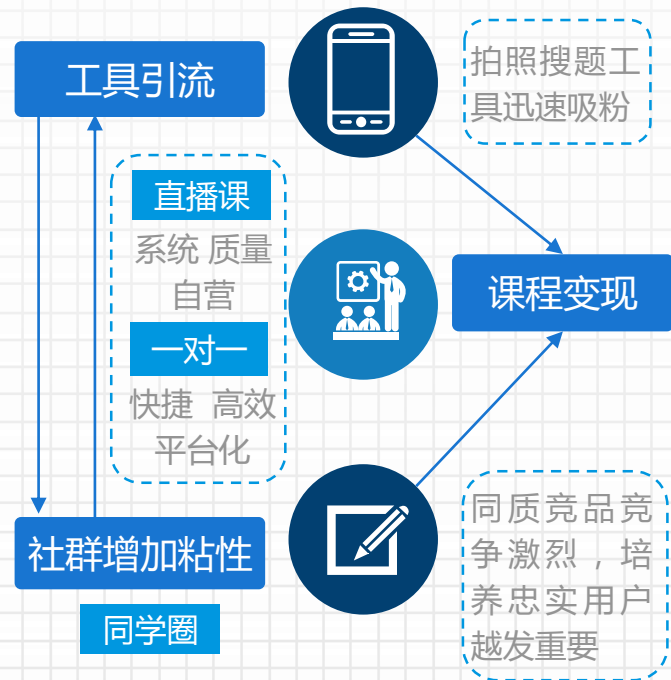 工具引流
拍照搜题工
具迅速吸粉
直播课
系统 质量
自营
一对一
快捷 高效
平台化
课程变现
社群增加粘性
同学圈
同质竞品竞
争激烈，培
养忠实用户
越发重要